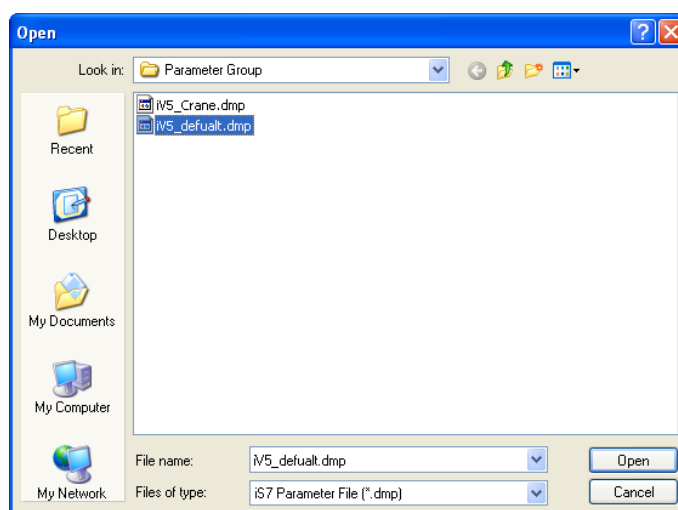 Open
Look in: Parameter Group
iV5_Crane.dmp
iV5_defualt.dmp
Recent
Desktop
My Documents
My Computer
My Network
File name: iV5_defualt.dmp Open
Files of type: iS7 Parameter File (*.dmp) Cancel